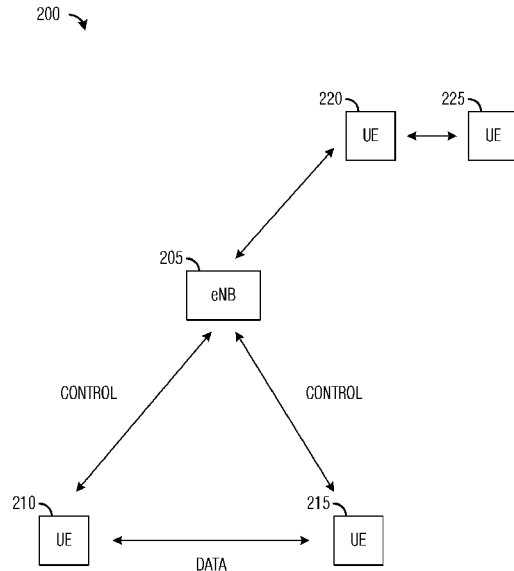 200
220
225
UE
UE
205
eNB
CONTROL
CONTROL
210
215
UE
UE
DATA